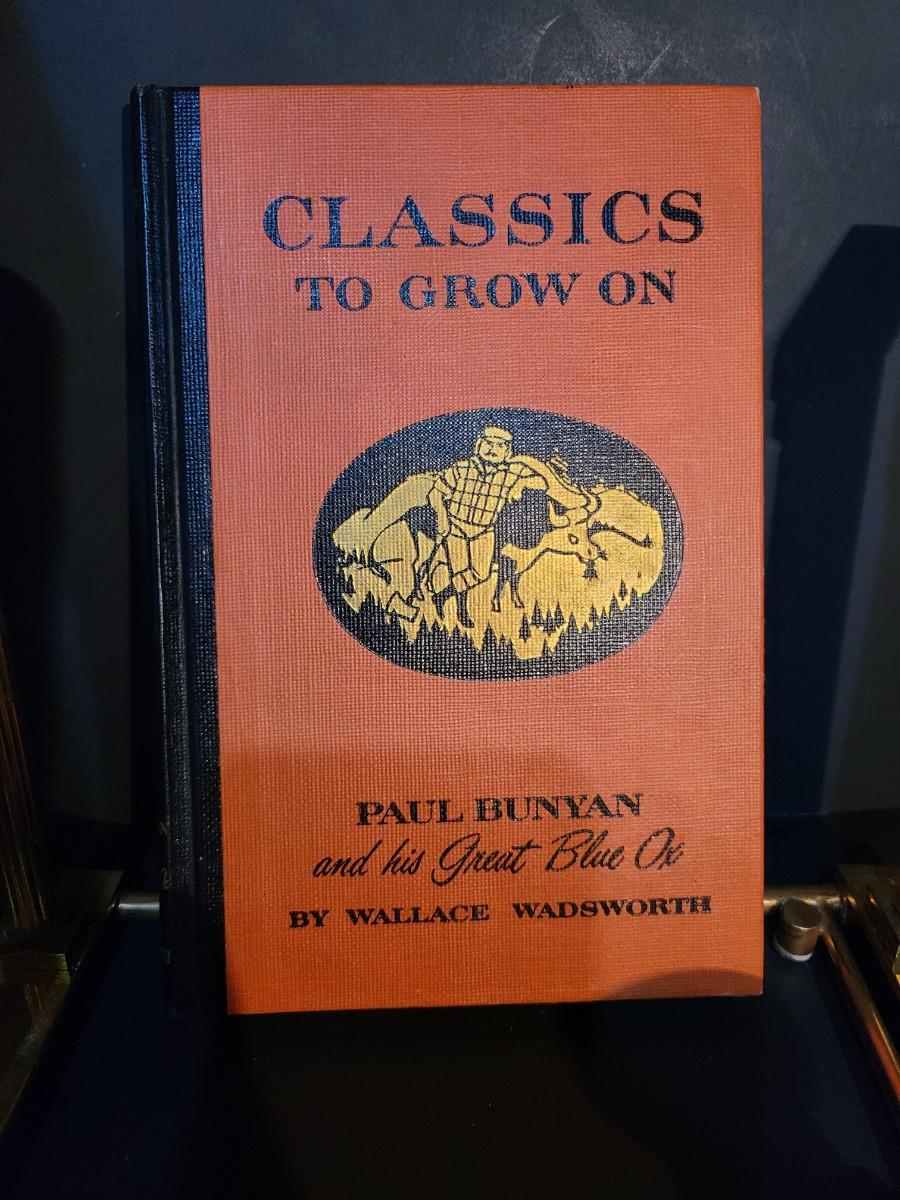 CLASSICS
TO GROW ON
PAUL BUNYAN
and his Great Blue Ox
BY WALLACE WADSWORTH